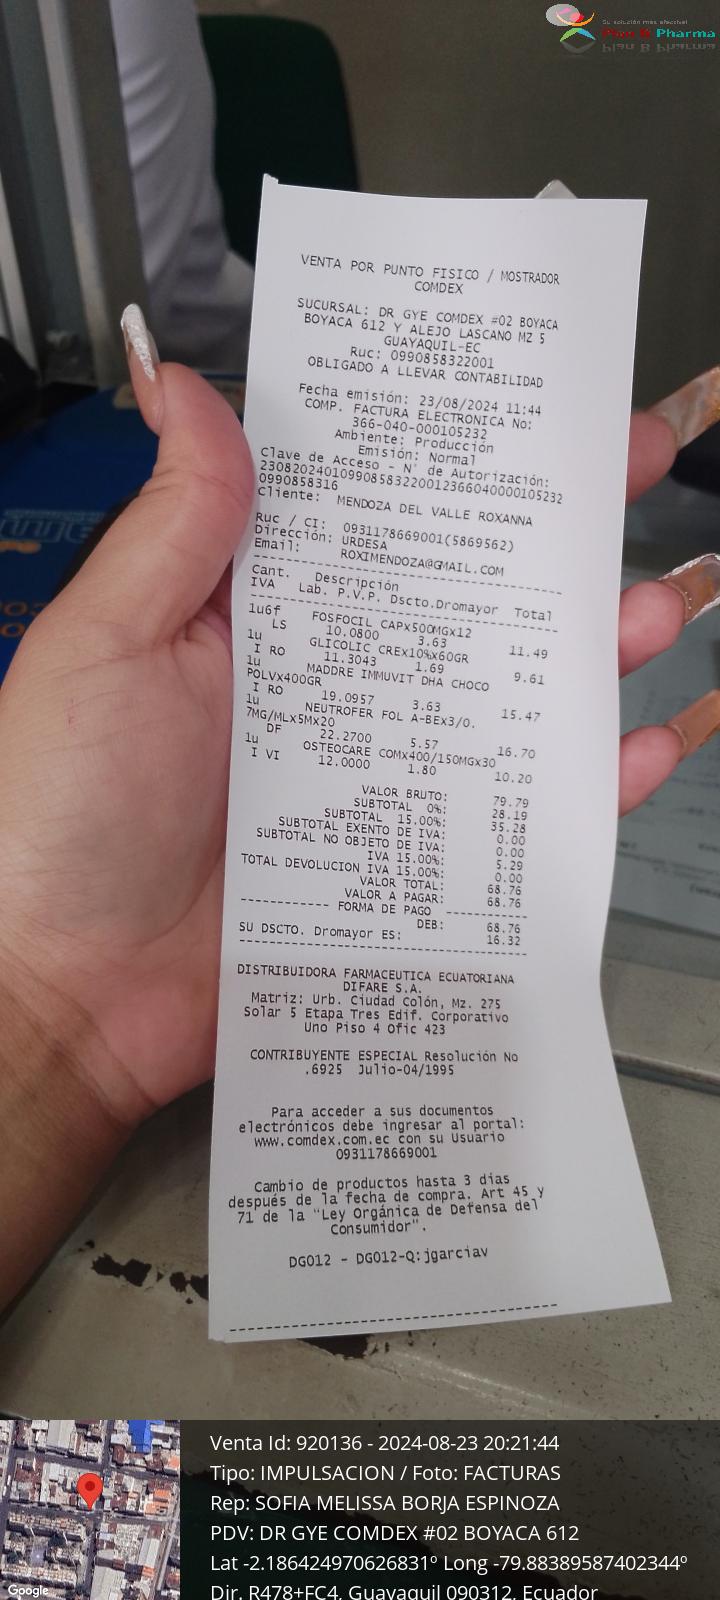 Su solución más efectiva!
Plan B Pharma
VENTA POR PUNTO FISICO / MOSTRADOR
COMDEX
SUCURSAL: DR GYE COMDEX #02 BOYACA
BOYACA 612 Y ALEJO LASCANO MZ 5
GUAYAQUIL-EC
Ruc: 0990858322001
OBLIGADO A LLEVAR CONTABILIDAD
Fecha emisión: 23/08/2024 11:44
COMP. FACTURA ELECTRONICA No:
366-040-000105232
Ambiente: Producción
Emisión: Normal
Clave de Acceso - N° de Autorización:
230820240109908583220012366040000105232
0990858316
Cliente: MENDOZA DEL VALLE ROXANNA
Ruc / CI: 0931178669001(5869562)
Dirección: URDESA
Email: ROXIMENDOZA@GMAIL.COM
Cant. Descripción
IVA Lab. P.V.P. Dscto.Dromayor Total
1u6f FOSFOCIL CAPx500MGx12
LS 10.0800 3.63 11.49
1u GLICOLIC CREx10%x60GR
I RO 11.3043 1.69 9.61
1u MADDRE IMMUVIT DHA CHOCO
POLVx400GR
I RO 19.0957 3.63 15.47
1u NEUTROFER FOL A-BEx3/0.
7MG/MLx5Mx20
DF 22.2700 5.57 16.70
1u OSTEOCARE COMx400/150MGx30
I VI 12.0000 1.80 10.20
VALOR BRUTO: 79.79
SUBTOTAL 0%: 28.19
SUBTOTAL 15.00%: 35.28
SUBTOTAL EXENTO DE IVA: 0.00
SUBTOTAL NO OBJETO DE IVA: 0.00
IVA 15.00%: 5.29
TOTAL DEVOLUCION IVA 15.00%: 0.00
VALOR TOTAL: 68.76
VALOR A PAGAR: 68.76
------------ FORMA DE PAGO -----------
DEB: 68.76
SU DSCTO. Dromayor ES: 16.32
DISTRIBUIDORA FARMACEUTICA ECUATORIANA
DIFARE S.A.
Matriz: Urb. Ciudad Colón, Mz. 275
Solar 5 Etapa Tres Edif. Corporativo
Uno Piso 4 Ofic 423
CONTRIBUYENTE ESPECIAL Resolución No
.6925 Julio-04/1995
Para acceder a sus documentos
electrónicos debe ingresar al portal:
www.comdex.com.ec con su Usuario
0931178669001
Cambio de productos hasta 3 días
después de la fecha de compra. Art 45 y
71 de la "Ley Orgánica de Defensa del
Consumidor".
DG012 - DG012-Q:jgarciav
Google
Venta Id: 920136 - 2024-08-23 20:21:44
Tipo: IMPULSACION / Foto: FACTURAS
Rep: SOFIA MELISSA BORJA ESPINOZA
PDV: DR GYE COMDEX #02 BOYACA 612
Lat -2.186424970626831º Long -79.88389587402344º
Dir. R478+FC4, Guayaquil 090312, Ecuador